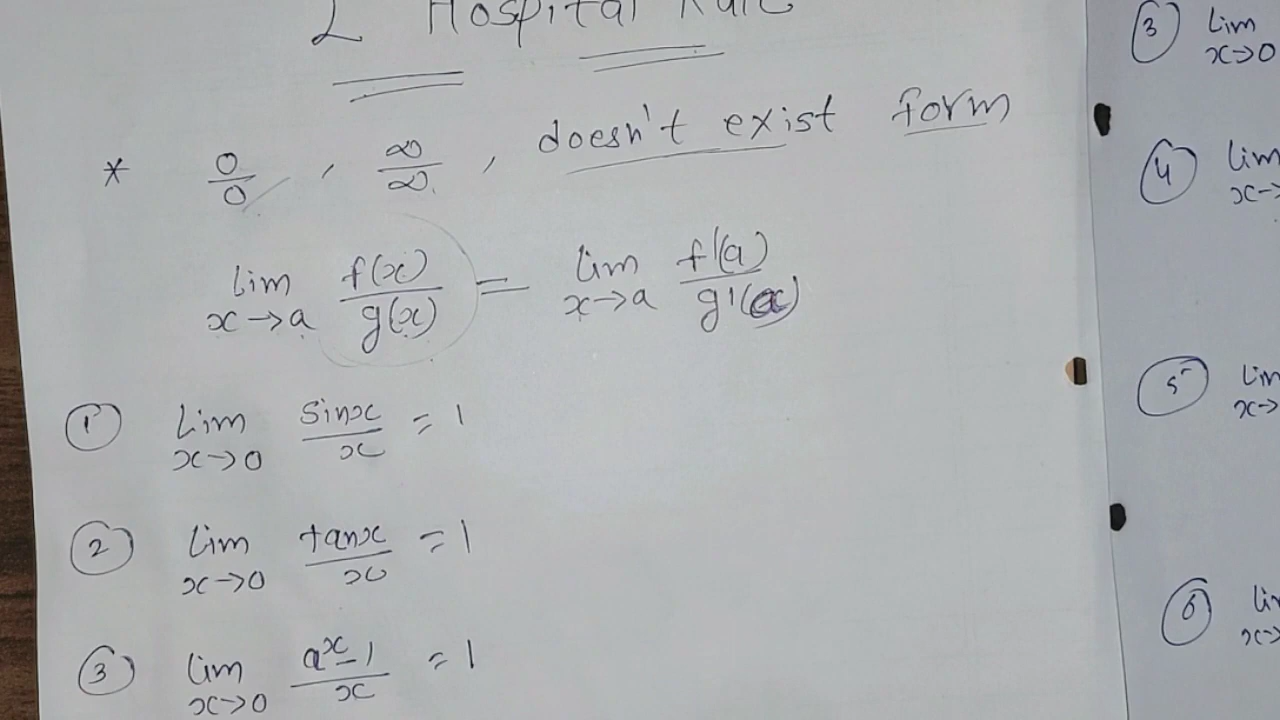 L Hospital Rule
* 0/0 , ∞/∞ , doesn't exist form
lim x→a f(x)/g(x) = lim x→a f'(a)/g'(a)
① Lim x→0 sinx/x = 1
② Lim x→0 tanx/x = 1
③ Lim x→0 a^x-1/x = 1
③ Lim x→0
④ Lim x→
⑤ Lim x→
⑥ x→